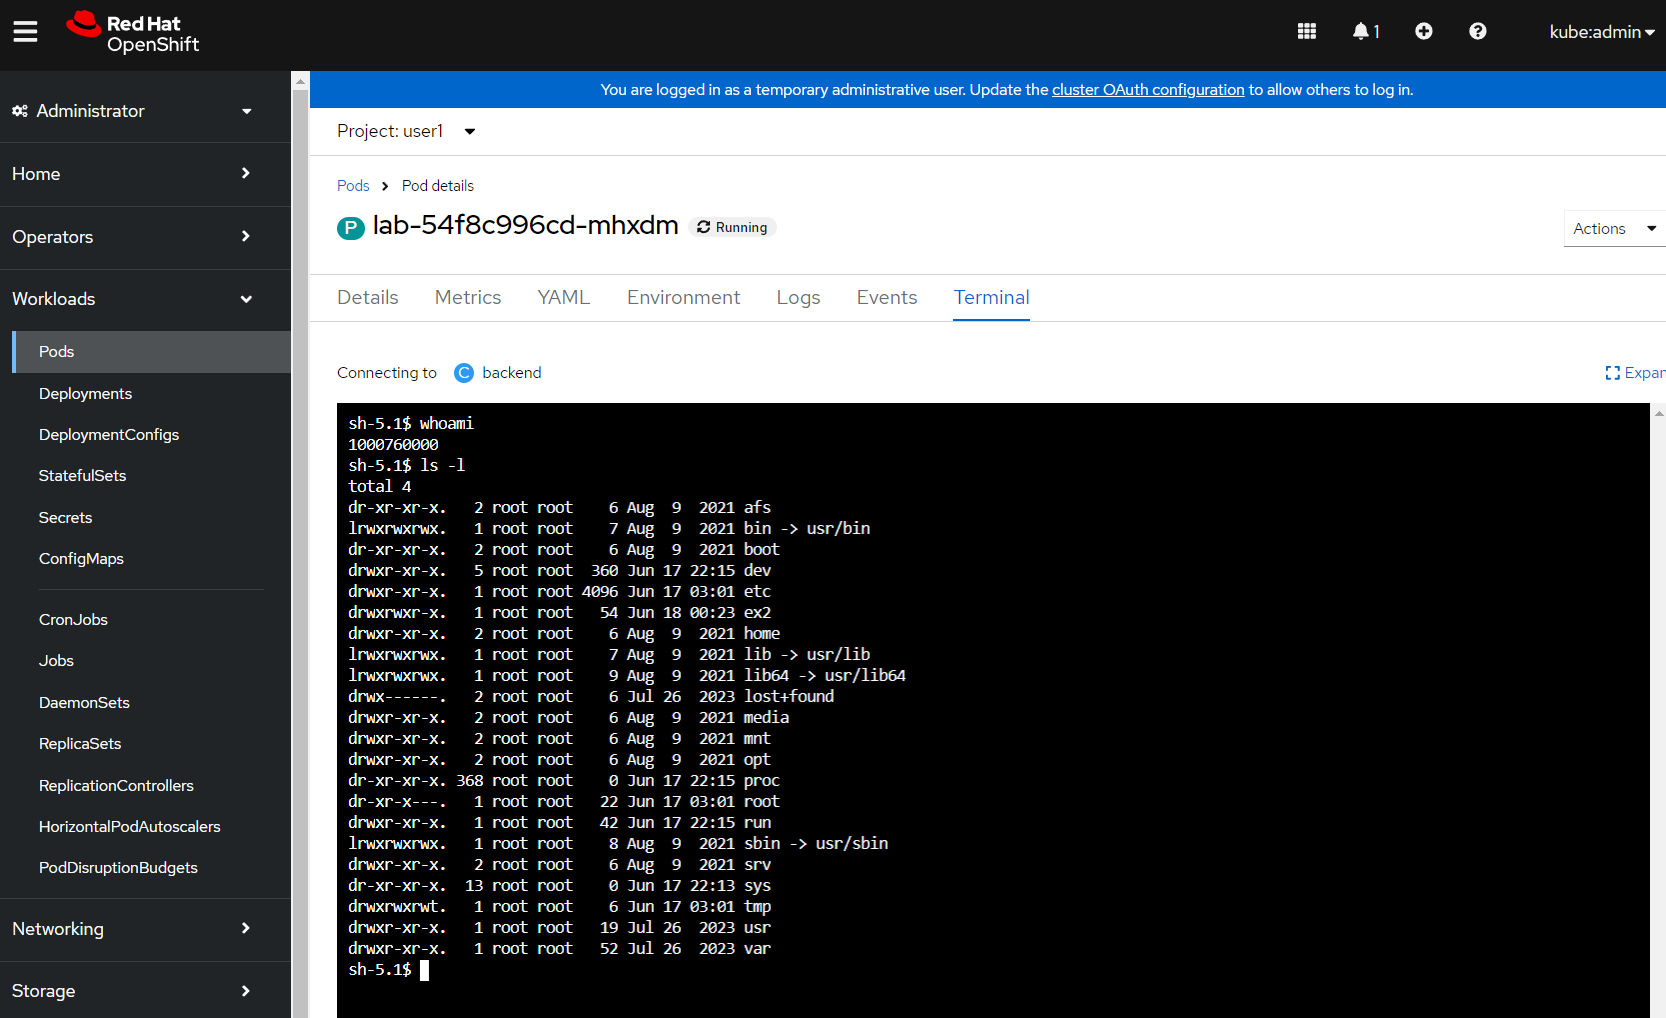 Red Hat
OpenShift
1
kube:admin
Administrator
Home
Operators
Workloads
Pods
Deployments
DeploymentConfigs
StatefulSets
Secrets
ConfigMaps
CronJobs
Jobs
DaemonSets
ReplicaSets
ReplicationControllers
HorizontalPodAutoscalers
PodDisruptionBudgets
Networking
Storage
You are logged in as a temporary administrative user. Update the cluster OAuth configuration to allow others to log in.
Project: user1
Pods > Pod details
P lab-54f8c996cd-mhxdm Running
Actions
Details Metrics YAML Environment Logs Events Terminal
Connecting to C backend
Expan
sh-5.1$ whoami
1000760000
sh-5.1$ ls -l
total 4
dr-xr-xr-x.   2 root root    6 Aug  9  2021 afs
lrwxrwxrwx.   1 root root    7 Aug  9  2021 bin -> usr/bin
dr-xr-xr-x.   2 root root    6 Aug  9  2021 boot
drwxr-xr-x.   5 root root  360 Jun 17 22:15 dev
drwxr-xr-x.   1 root root 4096 Jun 17 03:01 etc
drwxrwxr-x.   1 root root   54 Jun 18 00:23 ex2
drwxr-xr-x.   2 root root    6 Aug  9  2021 home
lrwxrwxrwx.   1 root root    7 Aug  9  2021 lib -> usr/lib
lrwxrwxrwx.   1 root root    9 Aug  9  2021 lib64 -> usr/lib64
drwx------.   2 root root    6 Jul 26  2023 lost+found
drwxr-xr-x.   2 root root    6 Aug  9  2021 media
drwxr-xr-x.   2 root root    6 Aug  9  2021 mnt
drwxr-xr-x.   2 root root    6 Aug  9  2021 opt
dr-xr-xr-x. 368 root root    0 Jun 17 22:15 proc
dr-xr-x---.   1 root root   22 Jun 17 03:01 root
drwxr-xr-x.   1 root root   42 Jun 17 22:15 run
lrwxrwxrwx.   1 root root    8 Aug  9  2021 sbin -> usr/sbin
drwxr-xr-x.   2 root root    6 Aug  9  2021 srv
dr-xr-xr-x.  13 root root    0 Jun 17 22:13 sys
drwxrwxrwt.   1 root root    6 Jun 17 03:01 tmp
drwxr-xr-x.   1 root root   19 Jul 26  2023 usr
drwxr-xr-x.   1 root root   52 Jul 26  2023 var
sh-5.1$